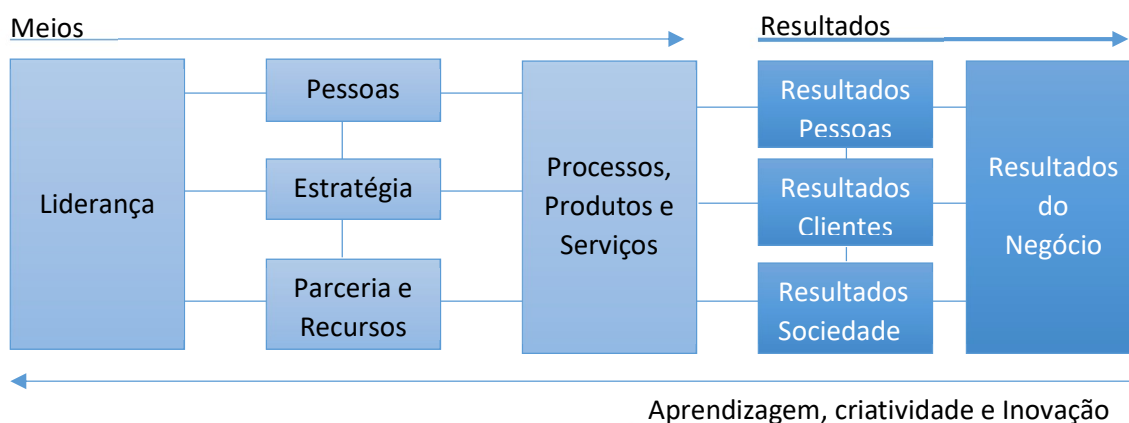 Meios
Resultados
Liderança
Pessoas
Estratégia
Parceria e
Recursos
Processos,
Produtos e
Serviços
Resultados
Pessoas
Resultados
Clientes
Resultados
Sociedade
Resultados
do
Negócio
Aprendizagem, criatividade e Inovação